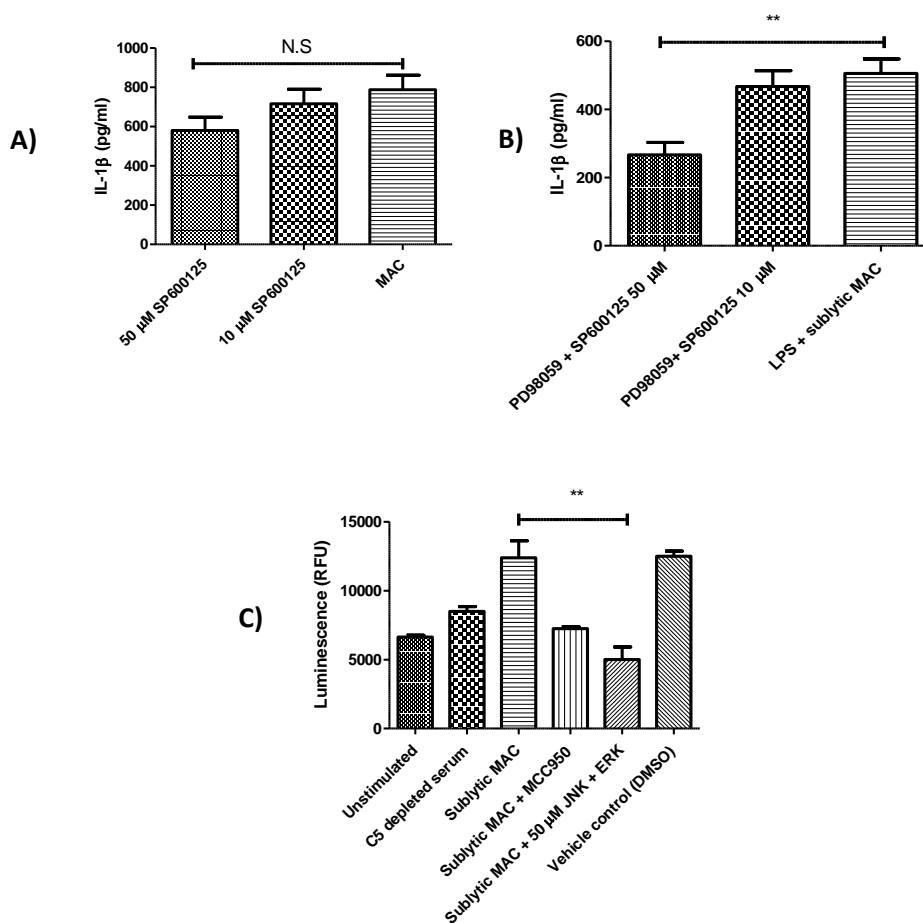 N.S
1000
800
600
400
200
0
IL-1β (pg/ml)
A)
50 µM SP600125
10 µM SP600125
MAC
**
600
400
200
0
IL-1β (pg/ml)
B)
PD98059 + SP600125 50 µM
PD98059+ SP600125 10 µM
LPS + sublytic MAC
**
15000
10000
5000
0
Luminescence (RFU)
C)
Unstimulated
C5 depleted serum
Sublytic MAC
Sublytic MAC + MCC950
Sublytic MAC + 50 µM JNK + ERK
Vehicle control (DMSO)